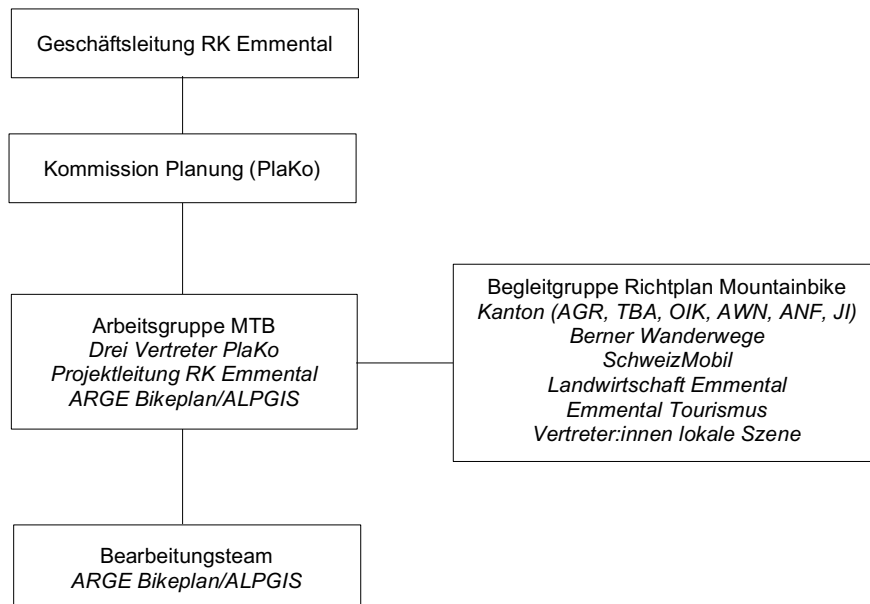 Geschäftsleitung RK Emmental
Kommission Planung (PlaKo)
Arbeitsgruppe MTB
Drei Vertreter PlaKo
Projektleitung RK Emmental
ARGE Bikeplan/ALPGIS
Begleitgruppe Richtplan Mountainbike
Kanton (AGR, TBA, OIK, AWN, ANF, JI)
Berner Wanderwege
SchweizMobil
Landwirtschaft Emmental
Emmental Tourismus
Vertreter:innen lokale Szene
Bearbeitungsteam
ARGE Bikeplan/ALPGIS